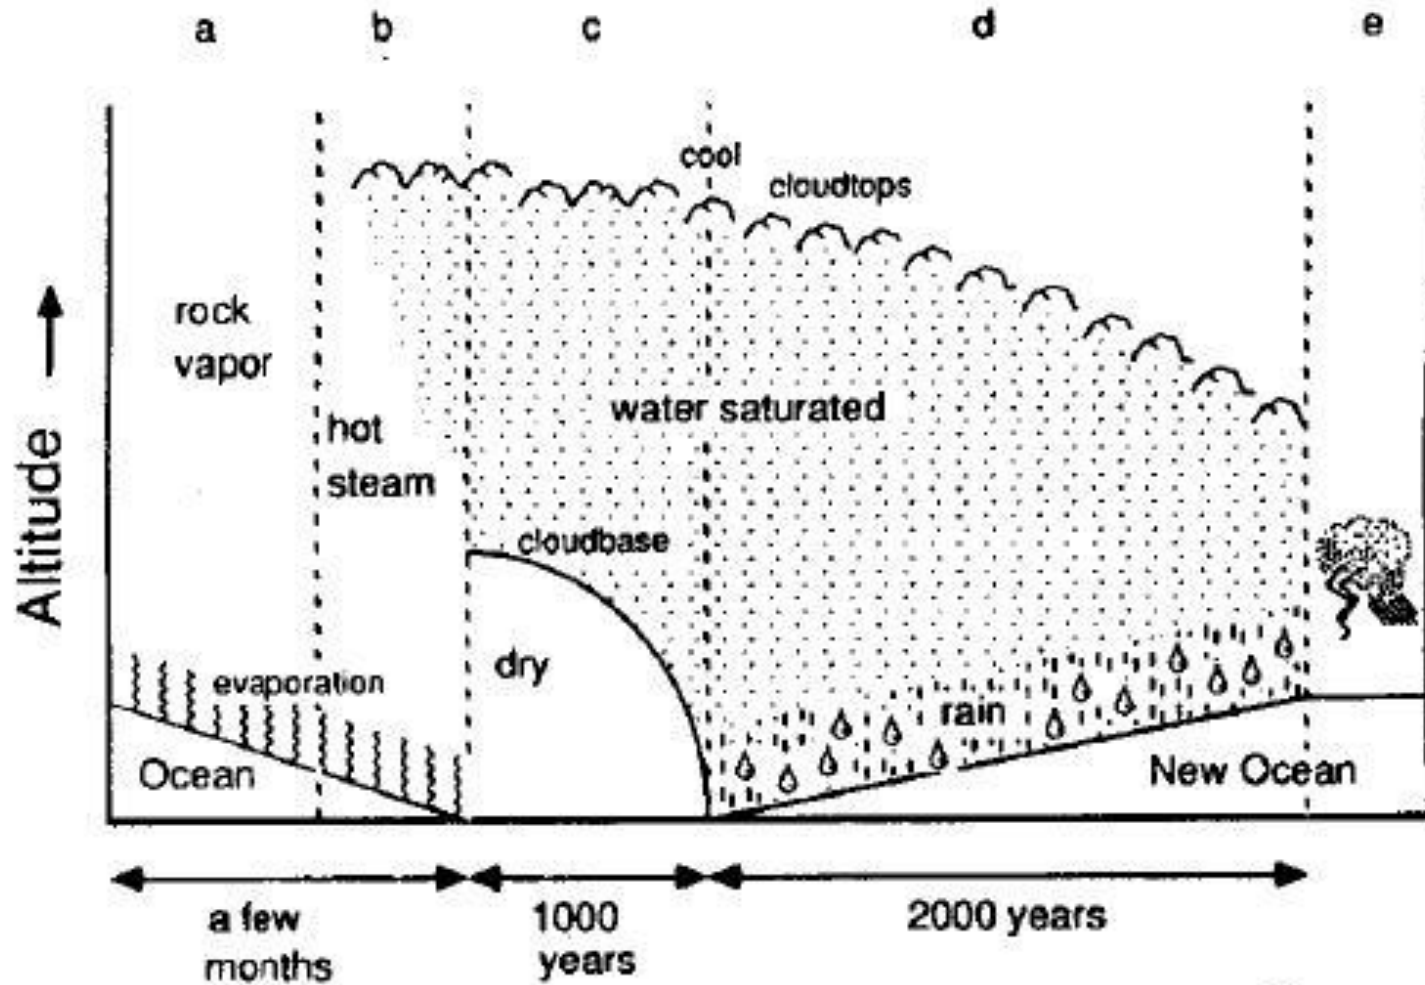 a b c d e
cool
cloudtops
rock
vapor
water saturated
hot
steam
Altitude
cloudbase
dry
evaporation
rain
Ocean
New Ocean
a few
months
1000
years
2000 years